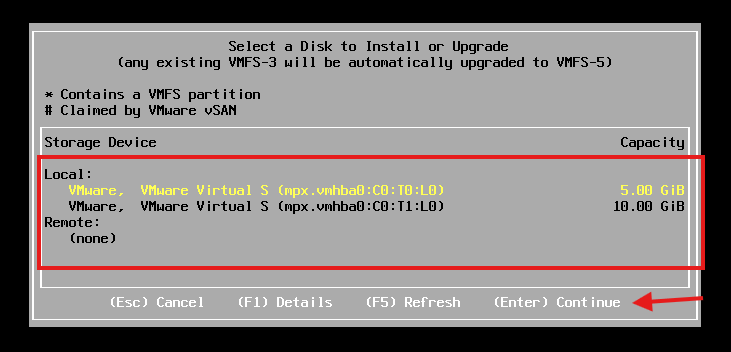 Select a Disk to Install or Upgrade
(any existing VMFS-3 will be automatically upgraded to VMFS-5)
* Contains a VMFS partition
# Claimed by VMware vSAN
Storage Device Capacity
Local:
VMware, VMware Virtual S (mpx.vmhba0:C0:T0:L0) 5.00 GiB
VMware, VMware Virtual S (mpx.vmhba0:C0:T1:L0) 10.00 GiB
Remote:
(none)
(Esc) Cancel (F1) Details (F5) Refresh (Enter) Continue